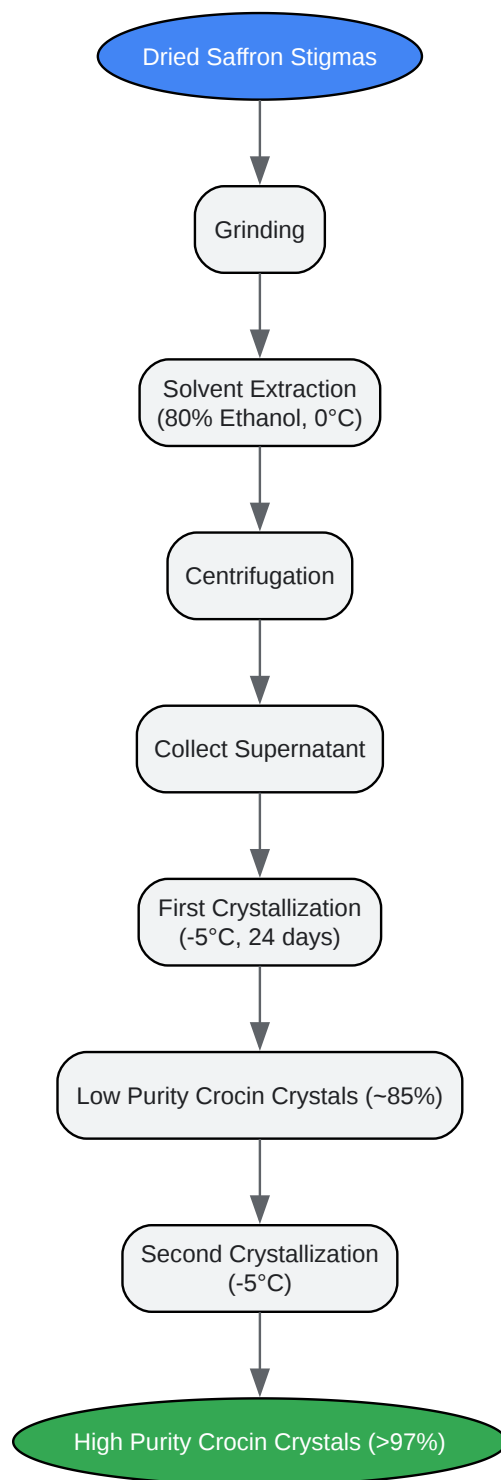 Dried Saffron Stigmas
Grinding
Solvent Extraction
(80% Ethanol, 0°C)
Centrifugation
Collect Supernatant
First Crystallization
(-5°C, 24 days)
Low Purity Crocin Crystals (~85%)
Second Crystallization
(-5°C)
High Purity Crocin Crystals (>97%)